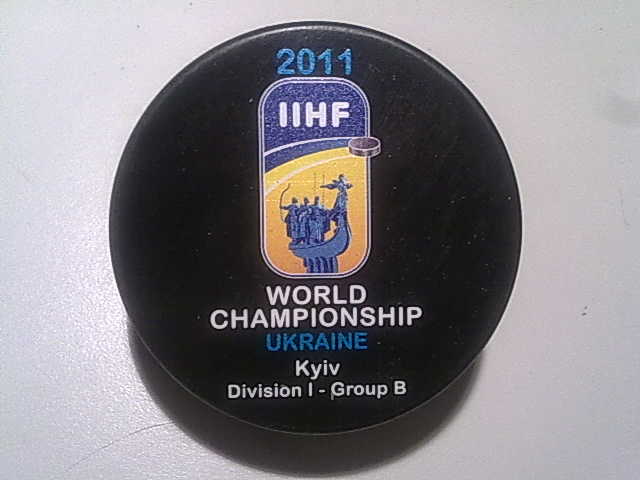 2011
IIHF
WORLD
CHAMPIONSHIP
UKRAINE
Kyiv
Division I - Group B